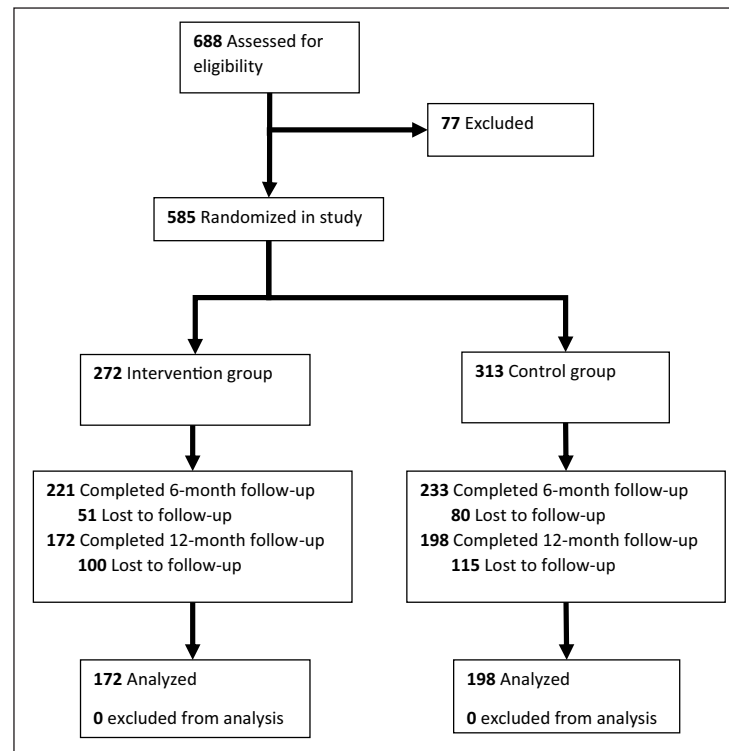 688 Assessed for
eligibility
77 Excluded
585 Randomized in study
272 Intervention group
313 Control group
221 Completed 6-month follow-up
51 Lost to follow-up
172 Completed 12-month follow-up
100 Lost to follow-up
233 Completed 6-month follow-up
80 Lost to follow-up
198 Completed 12-month follow-up
115 Lost to follow-up
172 Analyzed
0 excluded from analysis
198 Analyzed
0 excluded from analysis